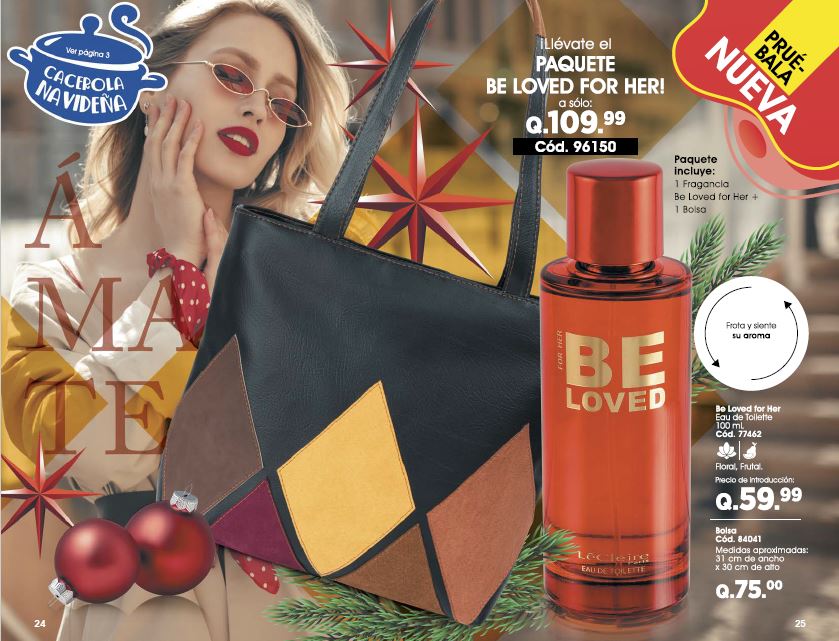 Ver página 3
CACEROLA
NAVIDEÑA
Á
MA
TE
¡Llévate el
PAQUETE
BE LOVED FOR HER!
a sólo:
Q.109.99
Cód. 96150
PRUÉ-
BALA
NUEVA
Paquete
incluye:
1 Fragancia
Be Loved for Her +
1 Bolsa
FOR HER
BE
LOVED
LeCleire
Paris
EAU DE TOILETTE
Frota y siente
su aroma
Be Loved for Her
Eau de Toilette
100 ml.
Cód. 77462
Floral, Frutal.
Precio de introducción:
Q.59.99
Bolsa
Cód. 84041
Medidas aproximadas:
31 cm de ancho
x 30 cm de alto
Q.75.00
24
25